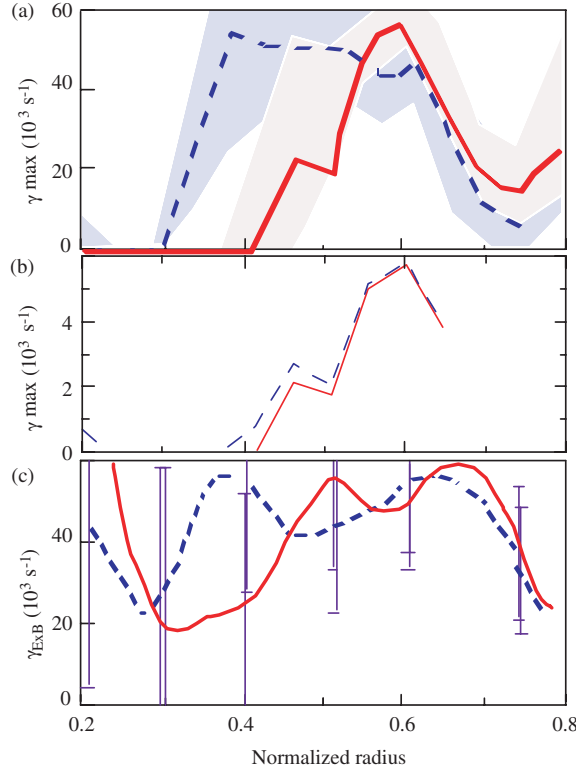 (a)
60
40
20
0
γ max (10³ s⁻¹)
(b)
4
2
0
γ max (10³ s⁻¹)
(c)
40
20
0
γExB (10³ s⁻¹)
0.2 0.4 0.6 0.8
Normalized radius